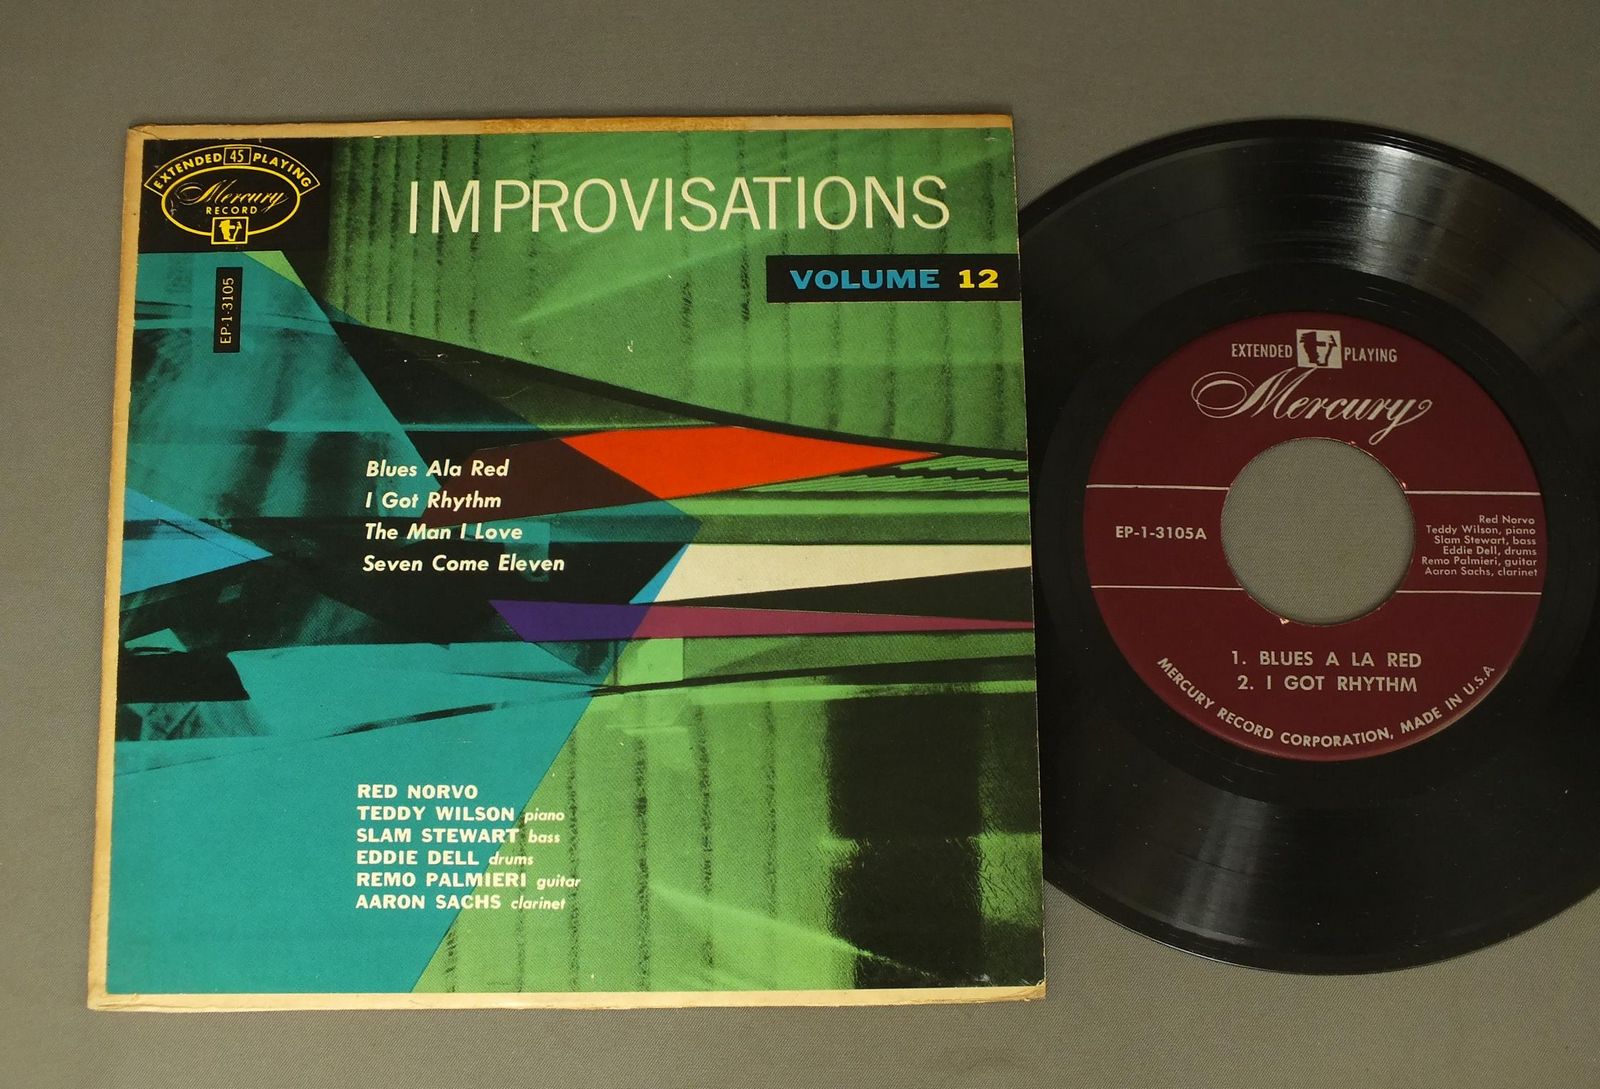 EXTENDED 45 PLAYING
Mercury
RECORD
IMPROVISATIONS
VOLUME 12
EP-1-3105
Blues Ala Red
I Got Rhythm
The Man I Love
Seven Come Eleven
RED NORVO
TEDDY WILSON piano
SLAM STEWART bass
EDDIE DELL drums
REMO PALMIERI guitar
AARON SACHS clarinet
EXTENDED PLAYING
Mercury
EP-1-3105A
Red Norvo
Teddy Wilson, piano
Slam Stewart, bass
Eddie Dell, drums
Remo Palmieri, guitar
Aaron Sachs, clarinet
1. BLUES A LA RED
2. I GOT RHYTHM
MERCURY RECORD CORPORATION, MADE IN U.S.A